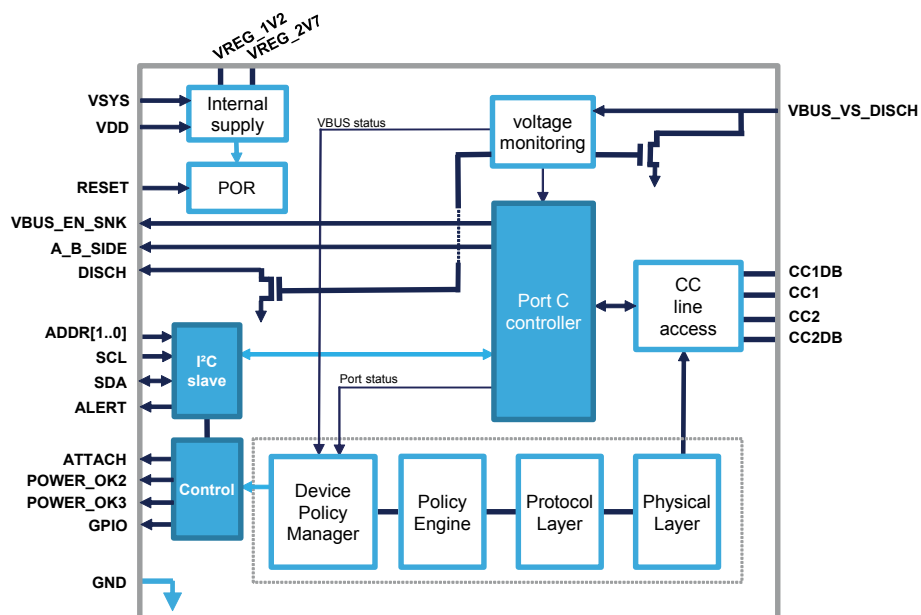 VREG_1V2
VREG_2V7
VSYS
VDD
Internal
supply
voltage
monitoring
VBUS_VS_DISCH
VBUS status
RESET
POR
VBUS_EN_SNK
A_B_SIDE
DISCH
Port C
controller
CC
line
access
CC1DB
CC1
CC2
CC2DB
ADDR[1..0]
SCL
SDA
ALERT
I²C
slave
Port status
ATTACH
POWER_OK2
POWER_OK3
GPIO
Control
Device
Policy
Manager
Policy
Engine
Protocol
Layer
Physical
Layer
GND